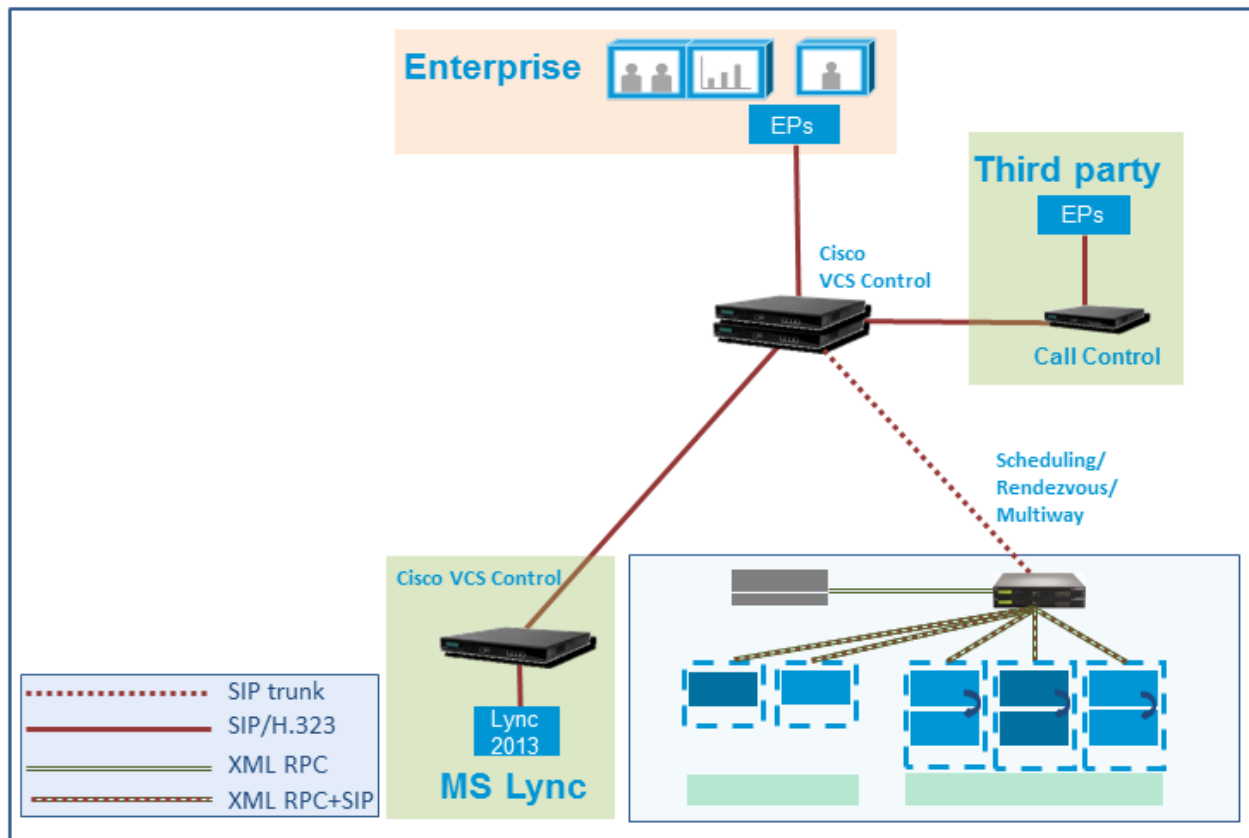 Enterprise
EPs
Third party
EPs
Call Control
Cisco
VCS Control
Scheduling/
Rendezvous/
Multiway
Cisco VCS Control
Lync
2013
MS Lync
SIP trunk
SIP/H.323
XML RPC
XML RPC+SIP